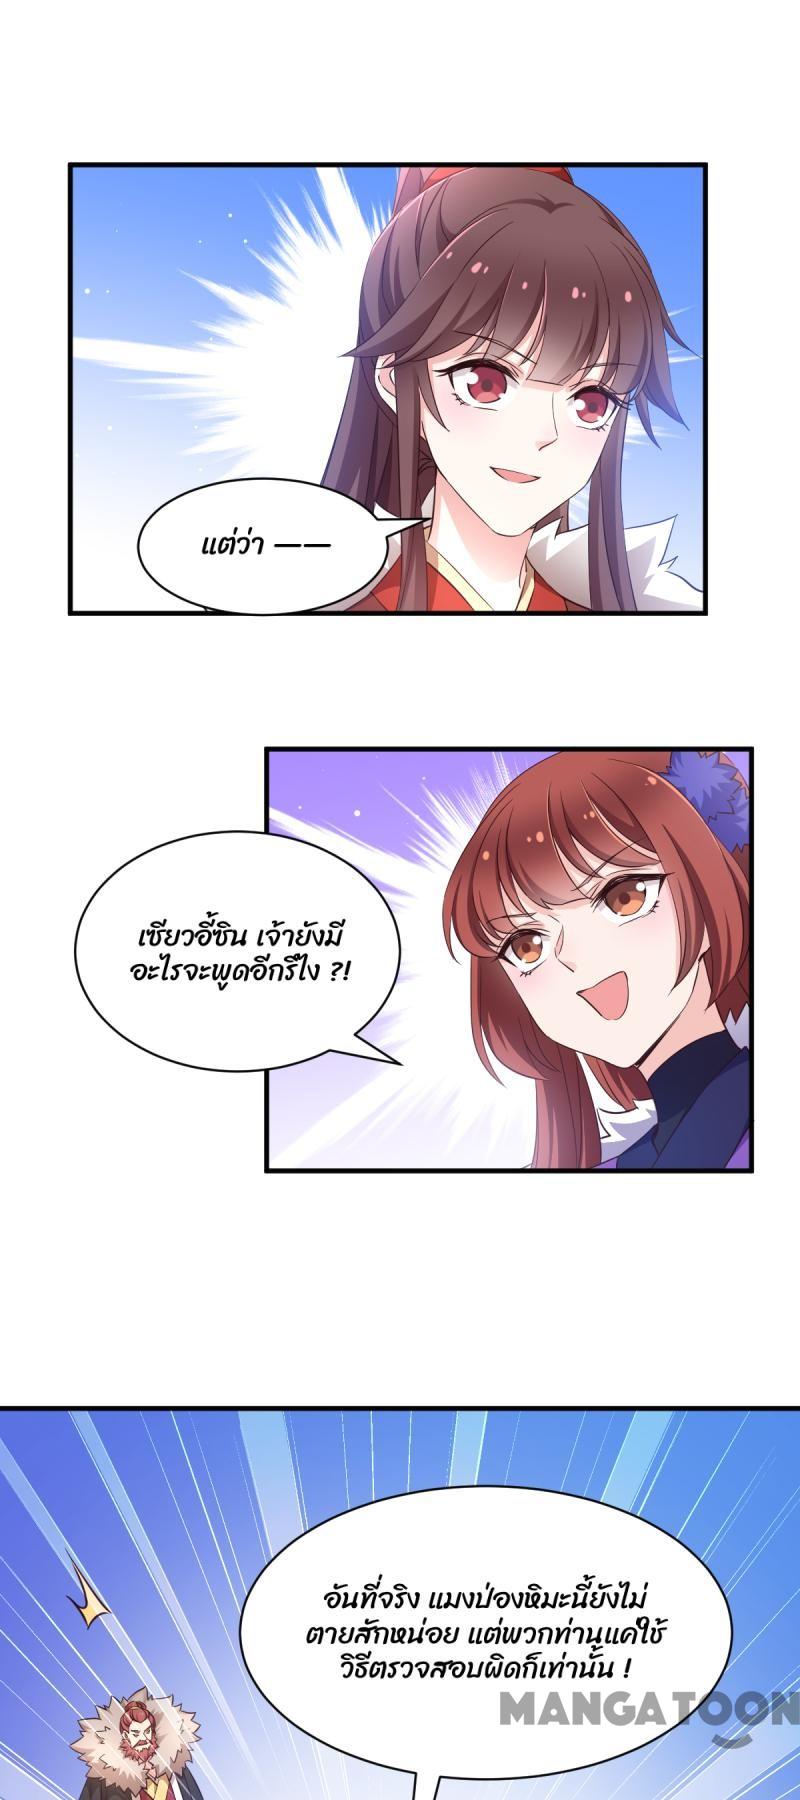 แต่ว่า ——
เซียวอี้ซิน เจ้ายังมี
อะไรจะพูดอีกรึไง ?!
อันที่จริง แมงป่องหิมะนี้ยังไม่
ตายสักหน่อย แต่พวกท่านแค่ใช้
วิธีตรวจสอบผิดก็เท่านั้น !
MANGATOON